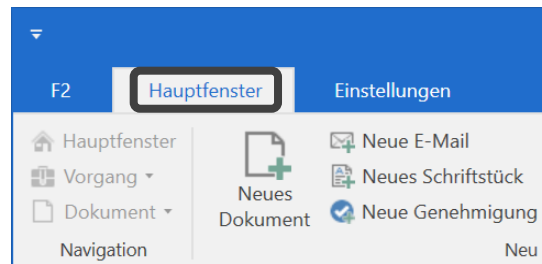 F2 Hauptfenster Einstellungen
Hauptfenster
Vorgang
Dokument
Navigation
Neues
Dokument
Neue E-Mail
Neues Schriftstück
Neue Genehmigung
Neu